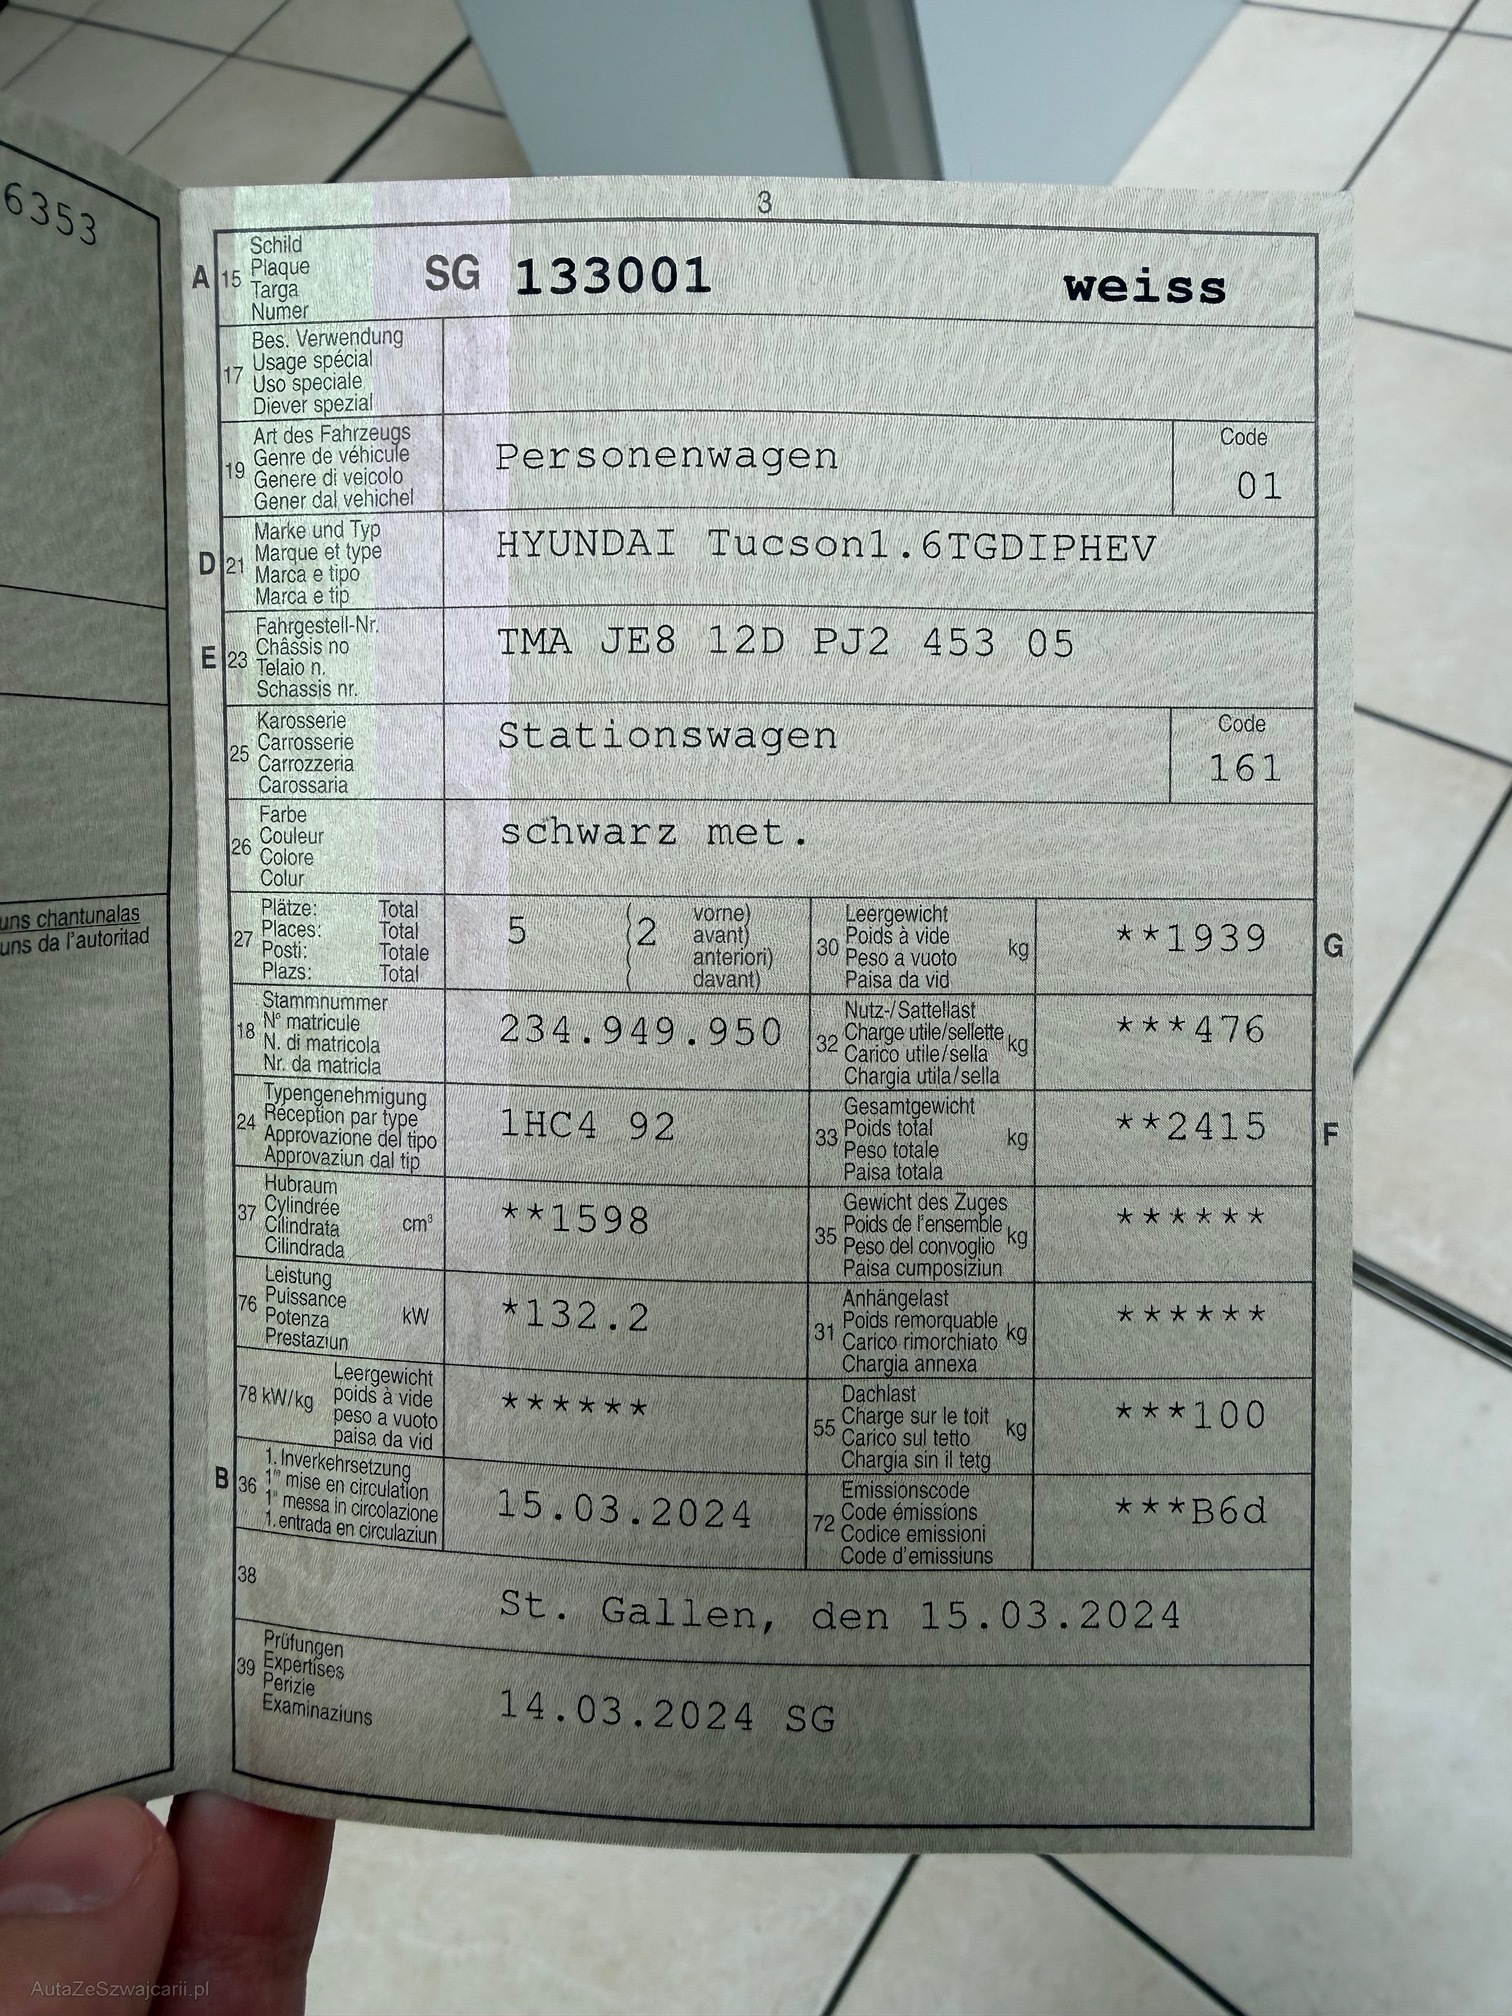 6353
uns chantunalas
uns da l'autoritad
3
A 15 Schild
Plaque
Targa
Numer
SG 133001 weiss
17 Bes. Verwendung
Usage spécial
Uso speciale
Diever spezial
19 Art des Fahrzeugs
Genre de véhicule
Genere di veicolo
Gener dal vehichel
Personenwagen
Code
01
D 21 Marke und Typ
Marque et type
Marca e tipo
Marca e tip
HYUNDAI Tucson1.6TGDIPHEV
E 23 Fahrgestell-Nr.
Châssis no
Telaio n.
Schassis nr.
TMA JE8 12D PJ2 453 05
25 Karosserie
Carrosserie
Carrozzeria
Carossaria
Stationswagen
Code
161
26 Farbe
Couleur
Colore
Colur
schwarz met.
27 Plätze: Total
Places: Total
Posti: Totale
Plazs: Total
5 (2 vorne)
( avant)
( anteriori)
( davant)
30 Leergewicht
Poids à vide
Peso a vuoto
Paisa da vid
kg
**1939
G
18 Stammnummer
N° matricule
N. di matricola
Nr. da matricla
234.949.950
32 Nutz-/Sattellast
Charge utile/sellette
Carico utile/sella
Chargia utila/sella
kg
***476
24 Typengenehmigung
Réception par type
Approvazione del tipo
Approvaziun dal tip
1HC4 92
33 Gesamtgewicht
Poids total
Peso totale
Paisa totala
kg
**2415
F
37 Hubraum
Cylindrée
Cilindrata
Cilindrada
cm³
**1598
35 Gewicht des Zuges
Poids de l'ensemble
Peso del convoglio
Paisa cumposiziun
kg
******
76 Leistung
Puissance
Potenza
Prestaziun
kW
*132.2
31 Anhängelast
Poids remorquable
Carico rimorchiato
Chargia annexa
kg
******
78 kW/kg Leergewicht
poids à vide
peso a vuoto
paisa da vid
******
55 Dachlast
Charge sur le toit
Carico sul tetto
Chargia sin il tetg
kg
***100
B 36 1. Inverkehrsetzung
1re mise en circulation
1a messa in circolazione
1. entrada en circulaziun
15.03.2024
72 Emissionscode
Code émissions
Codice emissioni
Code d'emissiuns
***B6d
38
St. Gallen, den 15.03.2024
39 Prüfungen
Expertises
Perizie
Examinaziuns
14.03.2024 SG
AutaZeSzwajcarii.pl